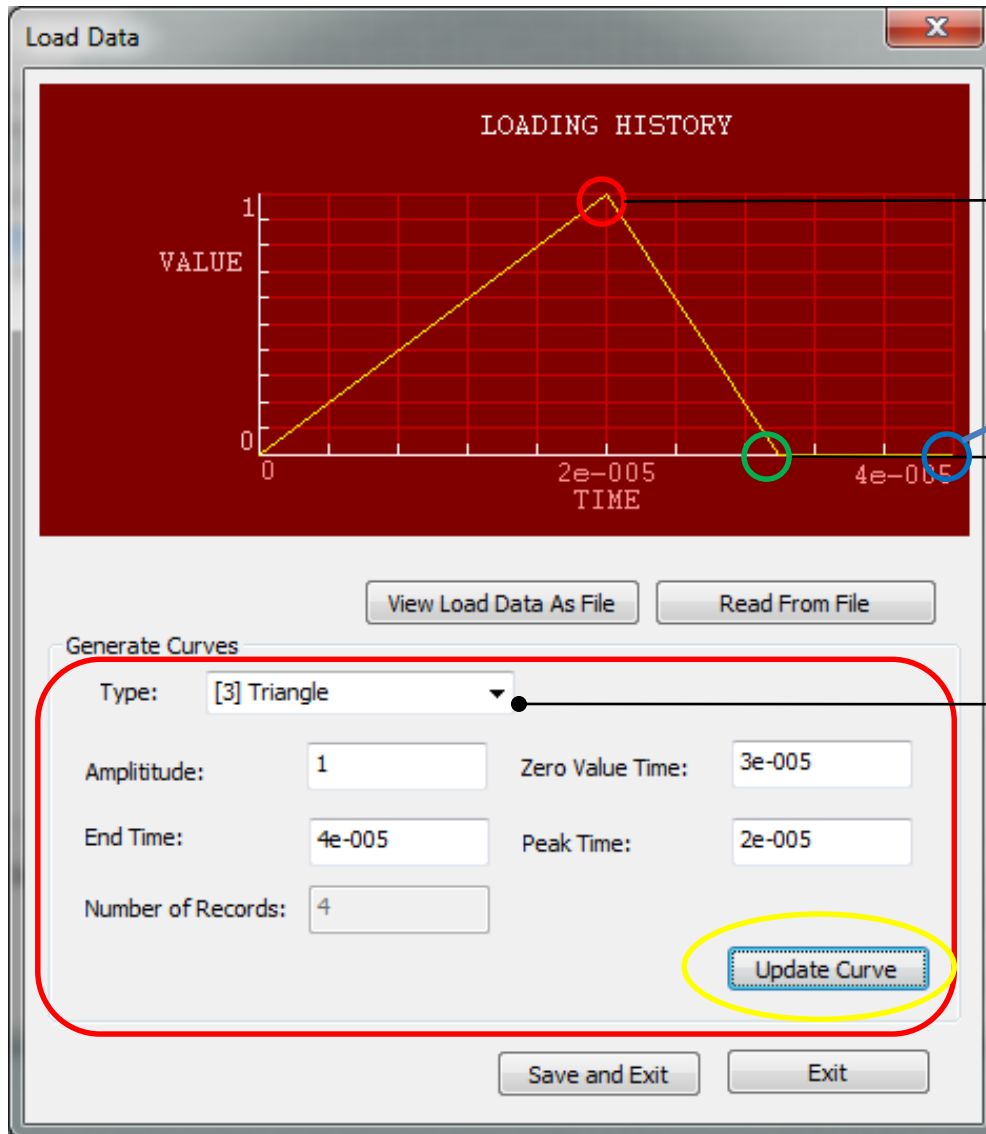 Load Data
X
LOADING HISTORY
1
VALUE
0
0 2e-005 4e-005
TIME
View Load Data As File Read From File
Generate Curves
Type: [3] Triangle
Amplititude: 1 Zero Value Time: 3e-005
End Time: 4e-005 Peak Time: 2e-005
Number of Records: 4
Update Curve
Save and Exit Exit